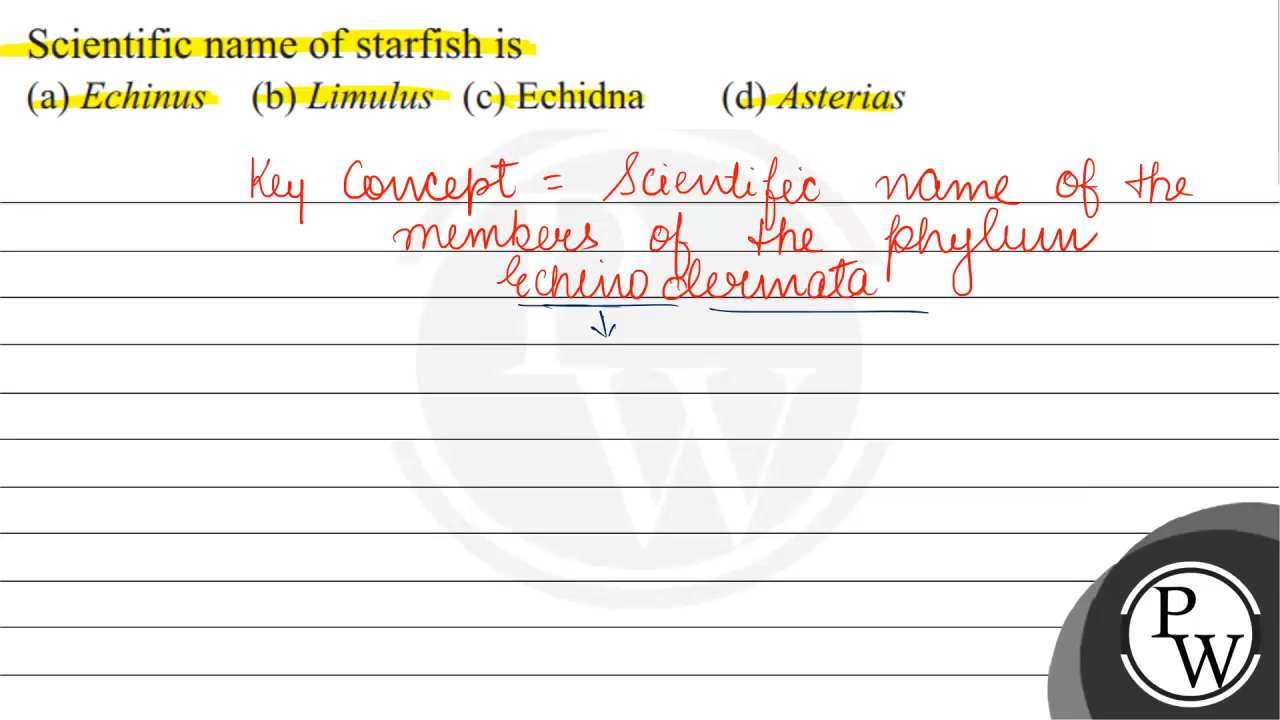 Scientific name of starfish is
(a) Echinus (b) Limulus (c) Echidna (d) Asterias
Key Concept = Scientific name of the
members of the phylum
Echinodermata
P
W